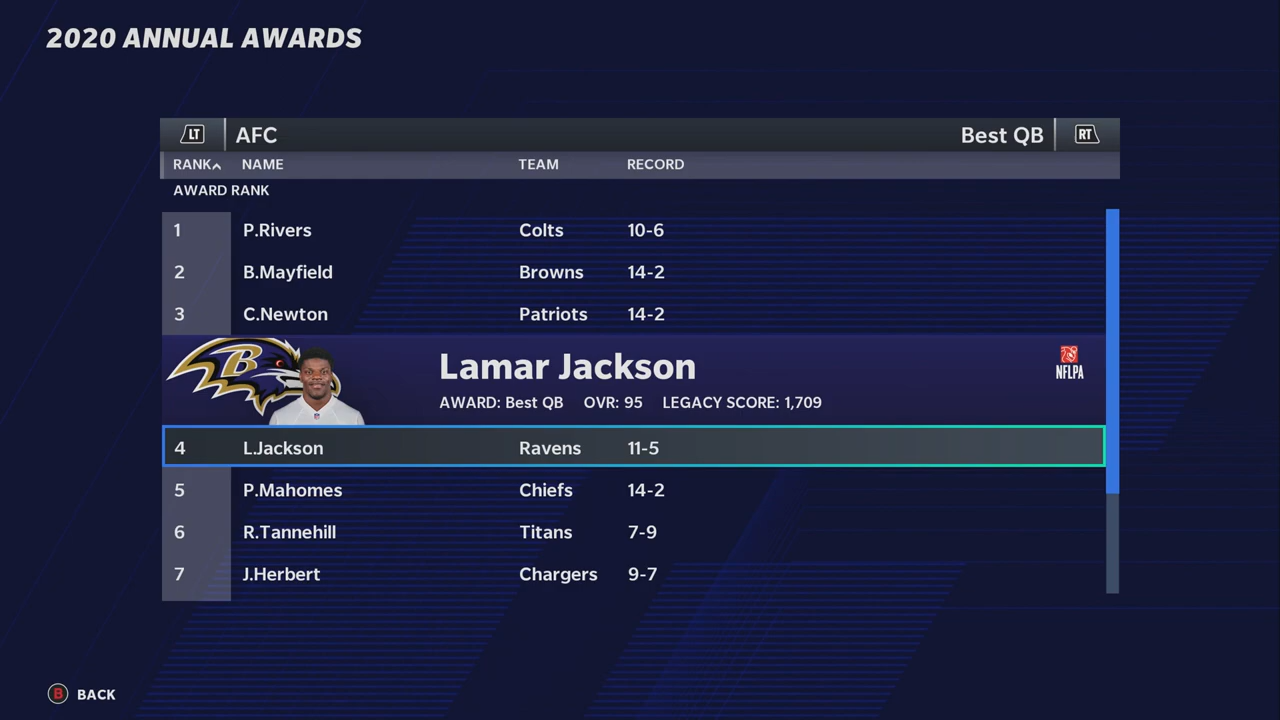 2020 ANNUAL AWARDS
LT AFC Best QB RT
RANK NAME TEAM RECORD
AWARD RANK
1 P.Rivers Colts 10-6
2 B.Mayfield Browns 14-2
3 C.Newton Patriots 14-2
B Lamar Jackson
NFLPA
AWARD: Best QB OVR: 95 LEGACY SCORE: 1,709
4 L.Jackson Ravens 11-5
5 P.Mahomes Chiefs 14-2
6 R.Tannehill Titans 7-9
7 J.Herbert Chargers 9-7
B BACK